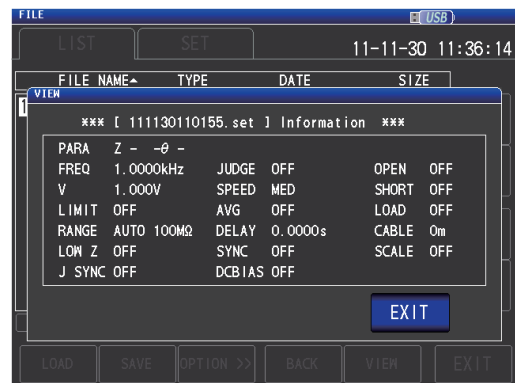 FILE
USB
LIST SET 11-11-30 11:36:14
FILE NAME▲ TYPE DATE SIZE
VIEW
1
*** [ 111130110155.set ] Information ***
PARA Z - -θ -
FREQ 1.0000kHz JUDGE OFF OPEN OFF
V 1.000V SPEED MED SHORT OFF
LIMIT OFF AVG OFF LOAD OFF
RANGE AUTO 100MΩ DELAY 0.0000s CABLE 0m
LOW Z OFF SYNC OFF SCALE OFF
J SYNC OFF DCBIAS OFF
EXIT
LOAD SAVE OPTION >> BACK VIEW EXIT